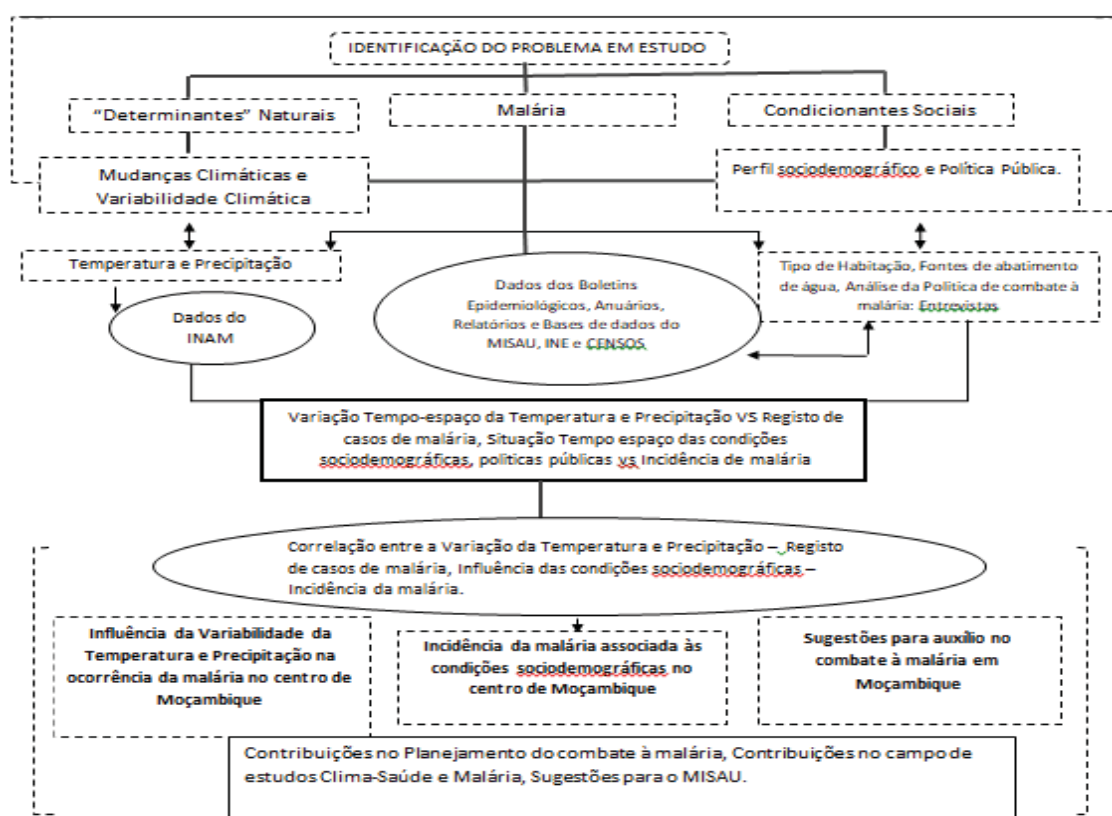 IDENTIFICAÇÃO DO PROBLEMA EM ESTUDO
“Determinantes” Naturais
Malária
Condicionantes Sociais
Mudanças Climáticas e
Variabilidade Climática
Perfil sociodemográfico e Política Pública.
Temperatura e Precipitação
Dados do
INAM
Dados dos Boletins
Epidemiológicos, Anuários,
Relatórios e Bases de dados do
MISAU, INE e CENSOS
Tipo de Habitação, Fontes de abatimento
de água, Análise da Politica de combate à
malária: Entrevistas
Variação Tempo-espaço da Temperatura e Precipitação VS Registo de
casos de malária, Situação Tempo espaço das condições
sociodemográficas, políticas públicas vs Incidência de malária
Correlação entre a Variação da Temperatura e Precipitação – Registo
de casos de malária, Influência das condições sociodemográficas –
Incidência da malária.
Influência da Variabilidade da
Temperatura e Precipitação na
ocorrência da malária no centro de
Moçambique
Incidência da malária associada às
condições sociodemográficas no
centro de Moçambique
Sugestões para auxílio no
combate à malária em
Moçambique
Contribuições no Planejamento do combate à malária, Contribuições no campo de
estudos Clima-Saúde e Malária, Sugestões para o MISAU.